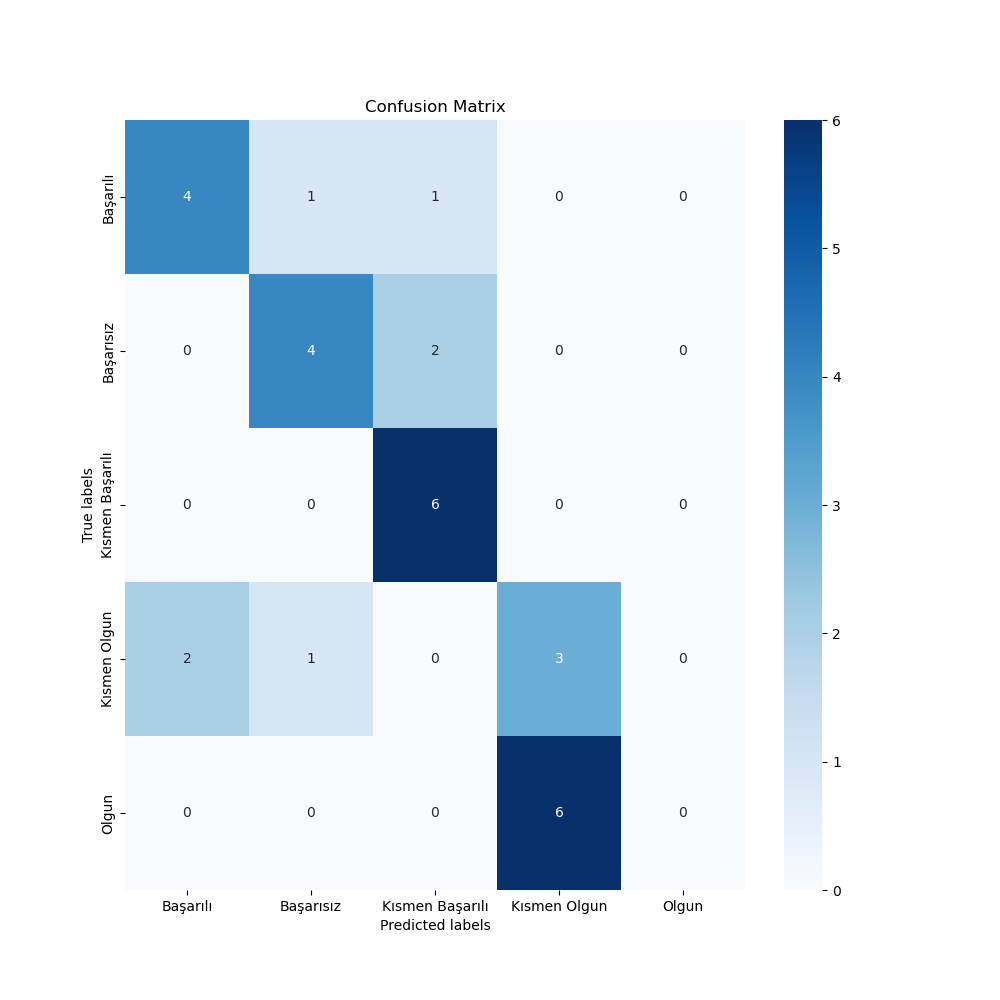 Confusion Matrix
Başarılı
4 1 1 0 0
Başarısız
0 4 2 0 0
True labels
Kısmen Başarılı
0 0 6 0 0
Kısmen Olgun
2 1 0 3 0
Olgun
0 0 0 6 0
Başarılı Başarısız Kısmen Başarılı Kısmen Olgun Olgun
Predicted labels
6
5
4
3
2
1
0